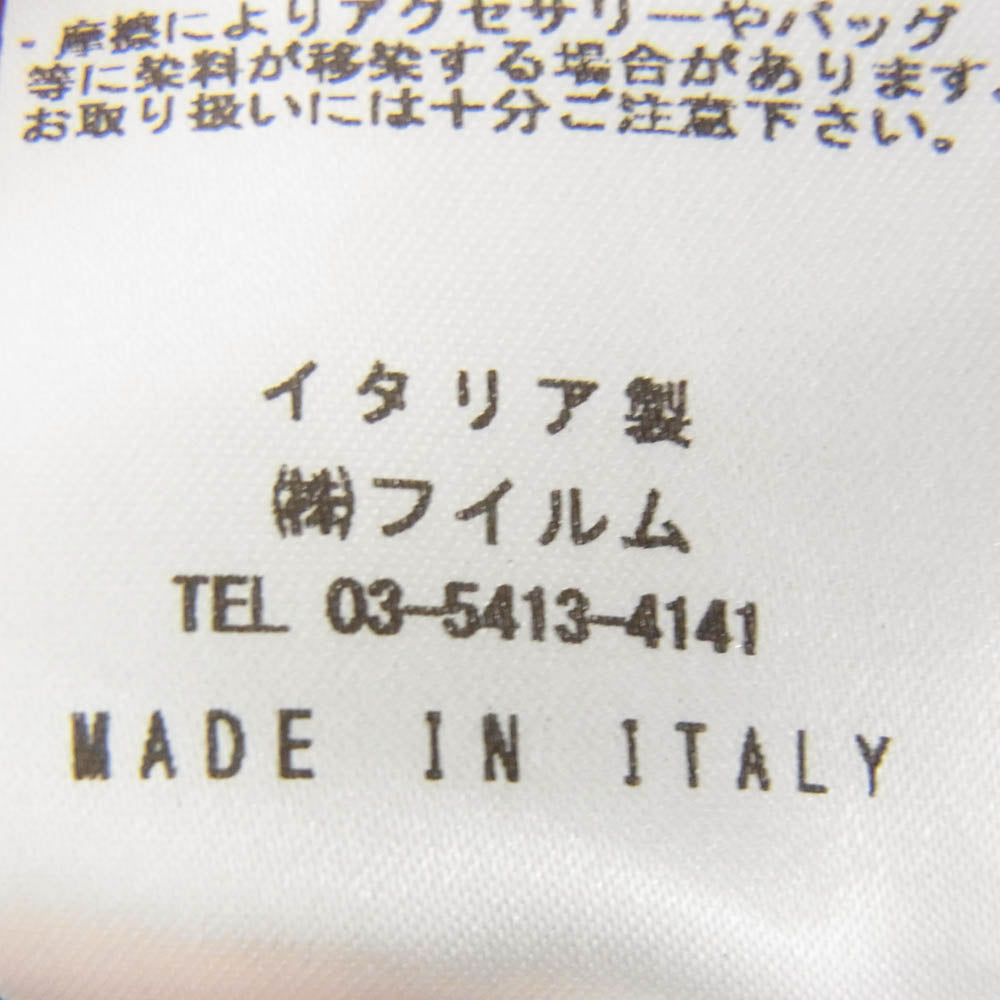 ・摩擦によりアクセサリーやバッグ
等に染料が移染する場合があります。
お取り扱いには十分ご注意下さい。
イタリア製
㈱フイルム
TEL 03-5413-4141
MADE IN ITALY